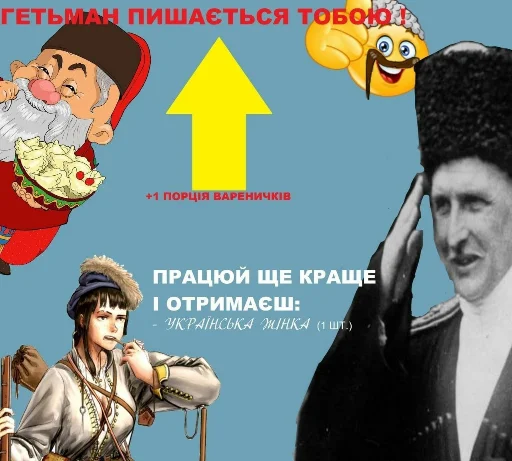 ГЕТЬМАН ПИШАЄТЬСЯ ТОБОЮ !
+1 ПОРЦІЯ ВАРЕНИЧКІВ
ПРАЦЮЙ ЩЕ КРАЩЕ
І ОТРИМАЄШ:
- УКРАЇНСЬКА ЖІНКА (1 ШТ.)